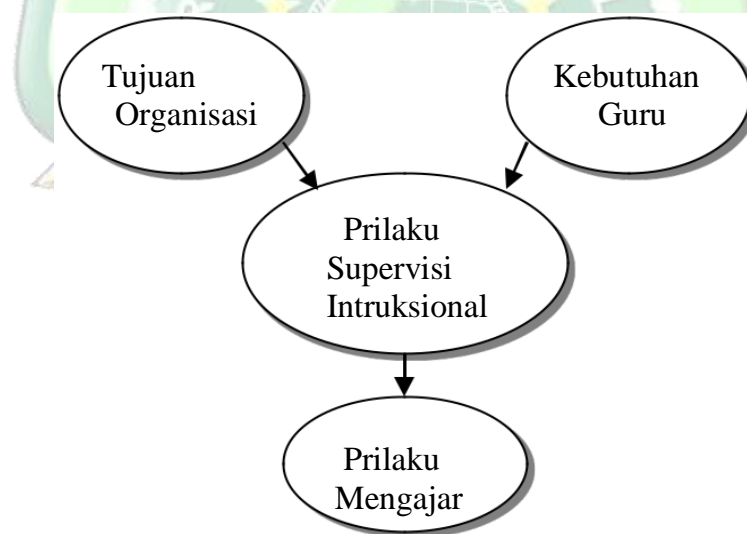 Tujuan
Organisasi
Kebutuhan
Guru
Prilaku
Supervisi
Intruksional
Prilaku
Mengajar